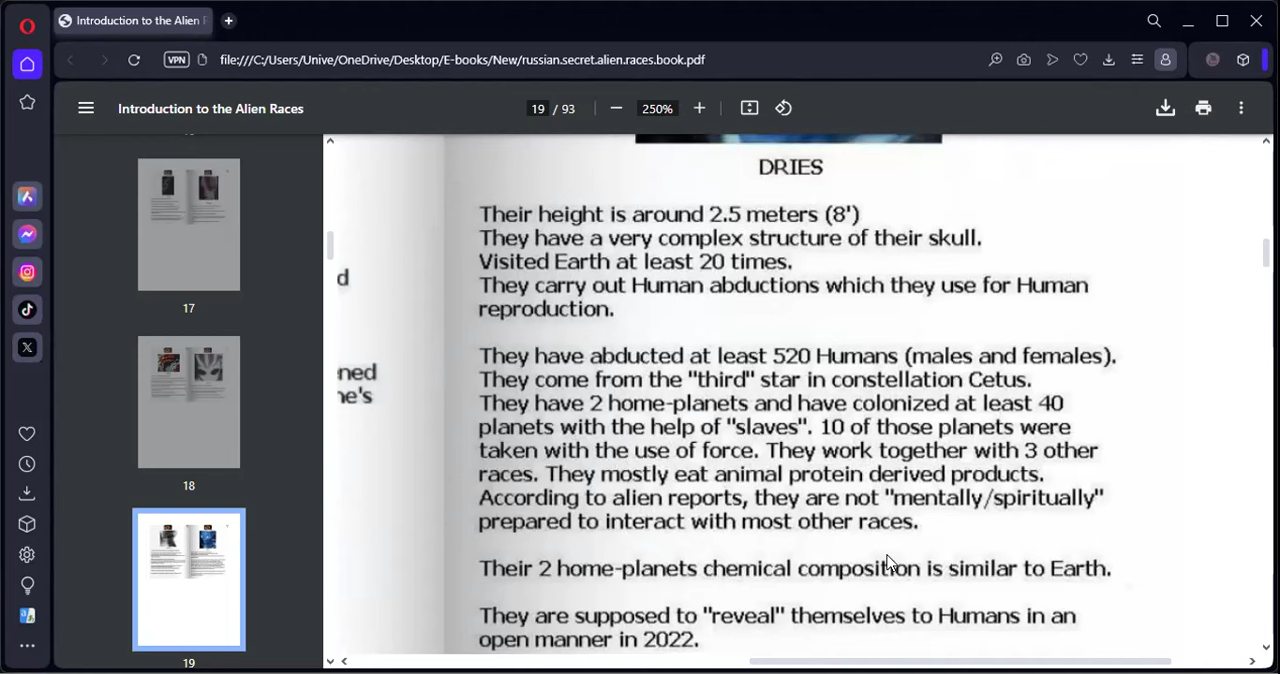 Introduction to the Alien R
VPN
file:///C:/Users/Unive/OneDrive/Desktop/E-books/New/russian.secret.alien.races.book.pdf
Introduction to the Alien Races
19 / 93
250%
17
18
19
d
ned
ne's
DRIES
Their height is around 2.5 meters (8')
They have a very complex structure of their skull.
Visited Earth at least 20 times.
They carry out Human abductions which they use for Human
reproduction.
They have abducted at least 520 Humans (males and females).
They come from the "third" star in constellation Cetus.
They have 2 home-planets and have colonized at least 40
planets with the help of "slaves". 10 of those planets were
taken with the use of force. They work together with 3 other
races. They mostly eat animal protein derived products.
According to alien reports, they are not "mentally/spiritually"
prepared to interact with most other races.
Their 2 home-planets chemical composition is similar to Earth.
They are supposed to "reveal" themselves to Humans in an
open manner in 2022.